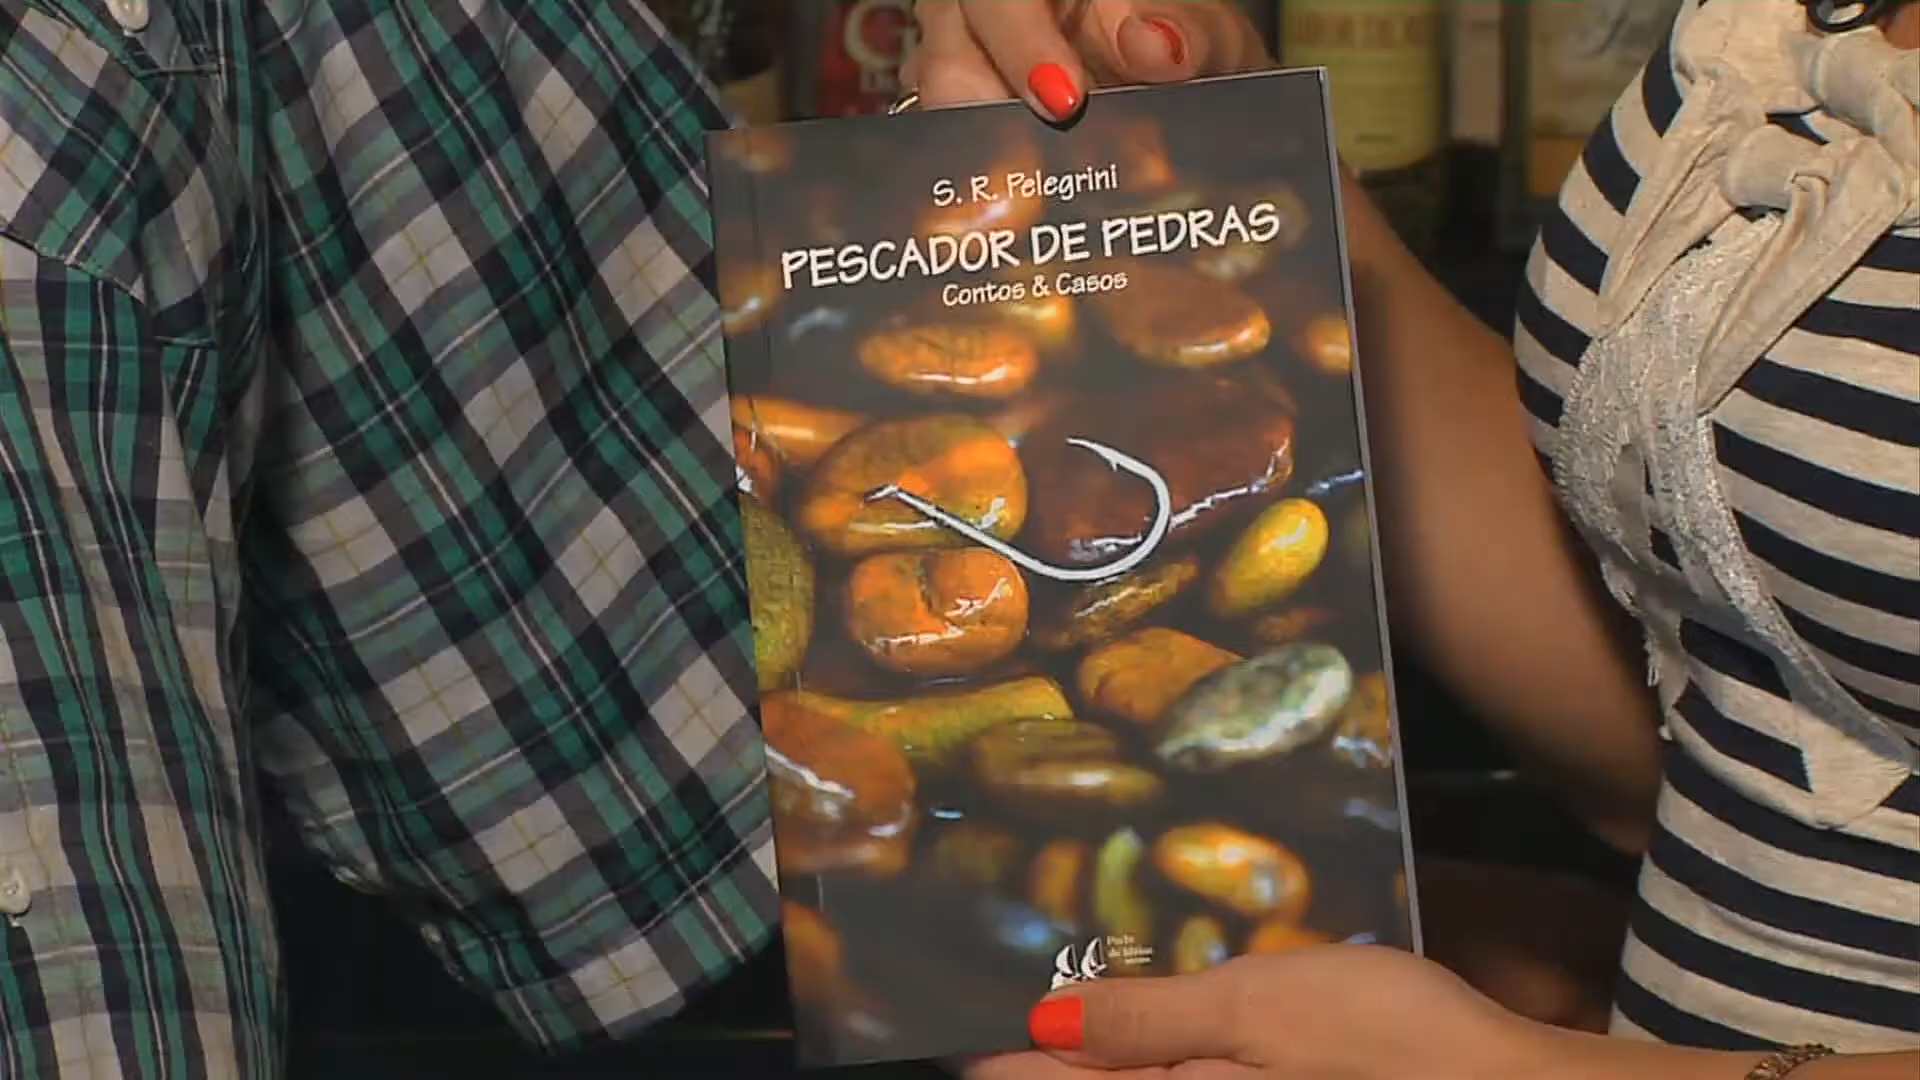 S. R. Pelegrini
PESCADOR DE PEDRAS
Contos & Casos
G